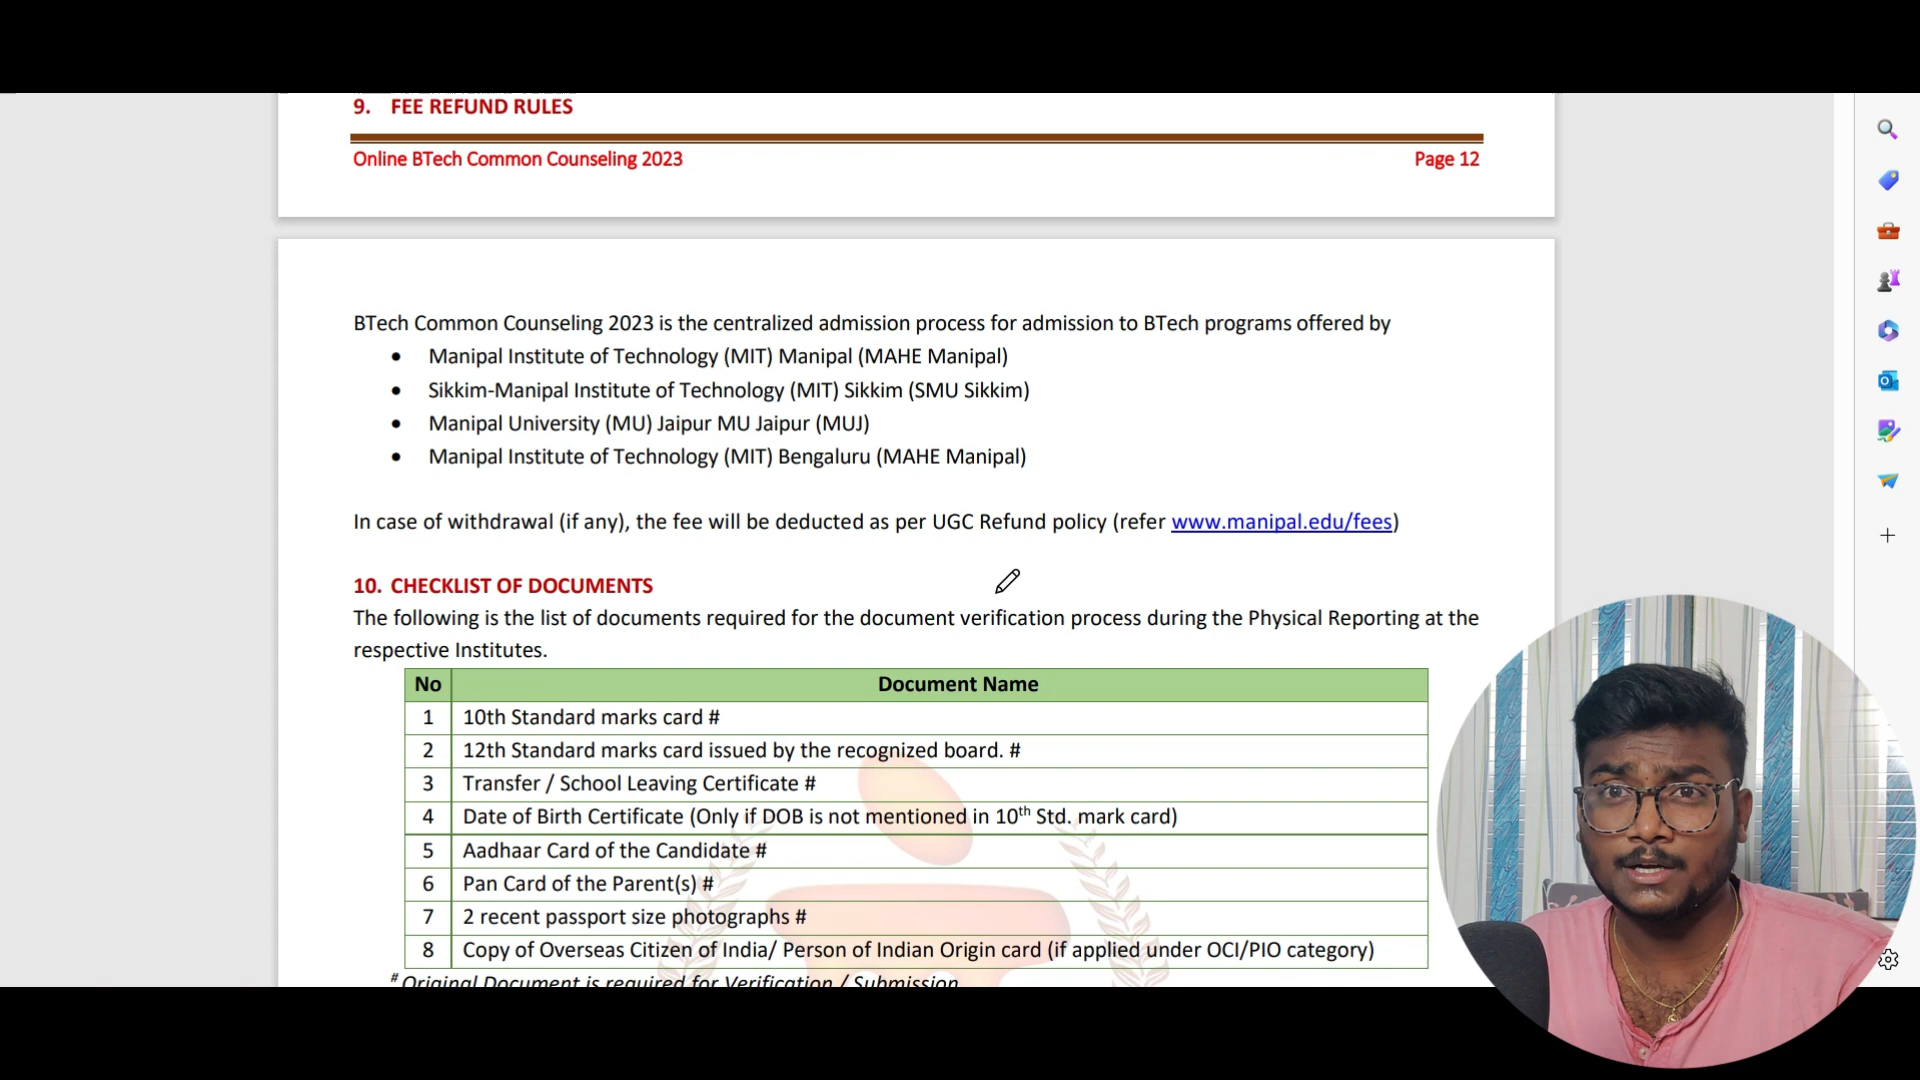 9. FEE REFUND RULES
Online BTech Common Counseling 2023 Page 12
BTech Common Counseling 2023 is the centralized admission process for admission to BTech programs offered by
• Manipal Institute of Technology (MIT) Manipal (MAHE Manipal)
• Sikkim-Manipal Institute of Technology (MIT) Sikkim (SMU Sikkim)
• Manipal University (MU) Jaipur MU Jaipur (MUJ)
• Manipal Institute of Technology (MIT) Bengaluru (MAHE Manipal)
In case of withdrawal (if any), the fee will be deducted as per UGC Refund policy (refer www.manipal.edu/fees)
10. CHECKLIST OF DOCUMENTS
The following is the list of documents required for the document verification process during the Physical Reporting at the
respective Institutes.
No Document Name
1 10th Standard marks card #
2 12th Standard marks card issued by the recognized board. #
3 Transfer / School Leaving Certificate #
4 Date of Birth Certificate (Only if DOB is not mentioned in 10th Std. mark card)
5 Aadhaar Card of the Candidate #
6 Pan Card of the Parent(s) #
7 2 recent passport size photographs #
8 Copy of Overseas Citizen of India/ Person of Indian Origin card (if applied under OCI/PIO category)
# Original Document is required for Verification / Submission